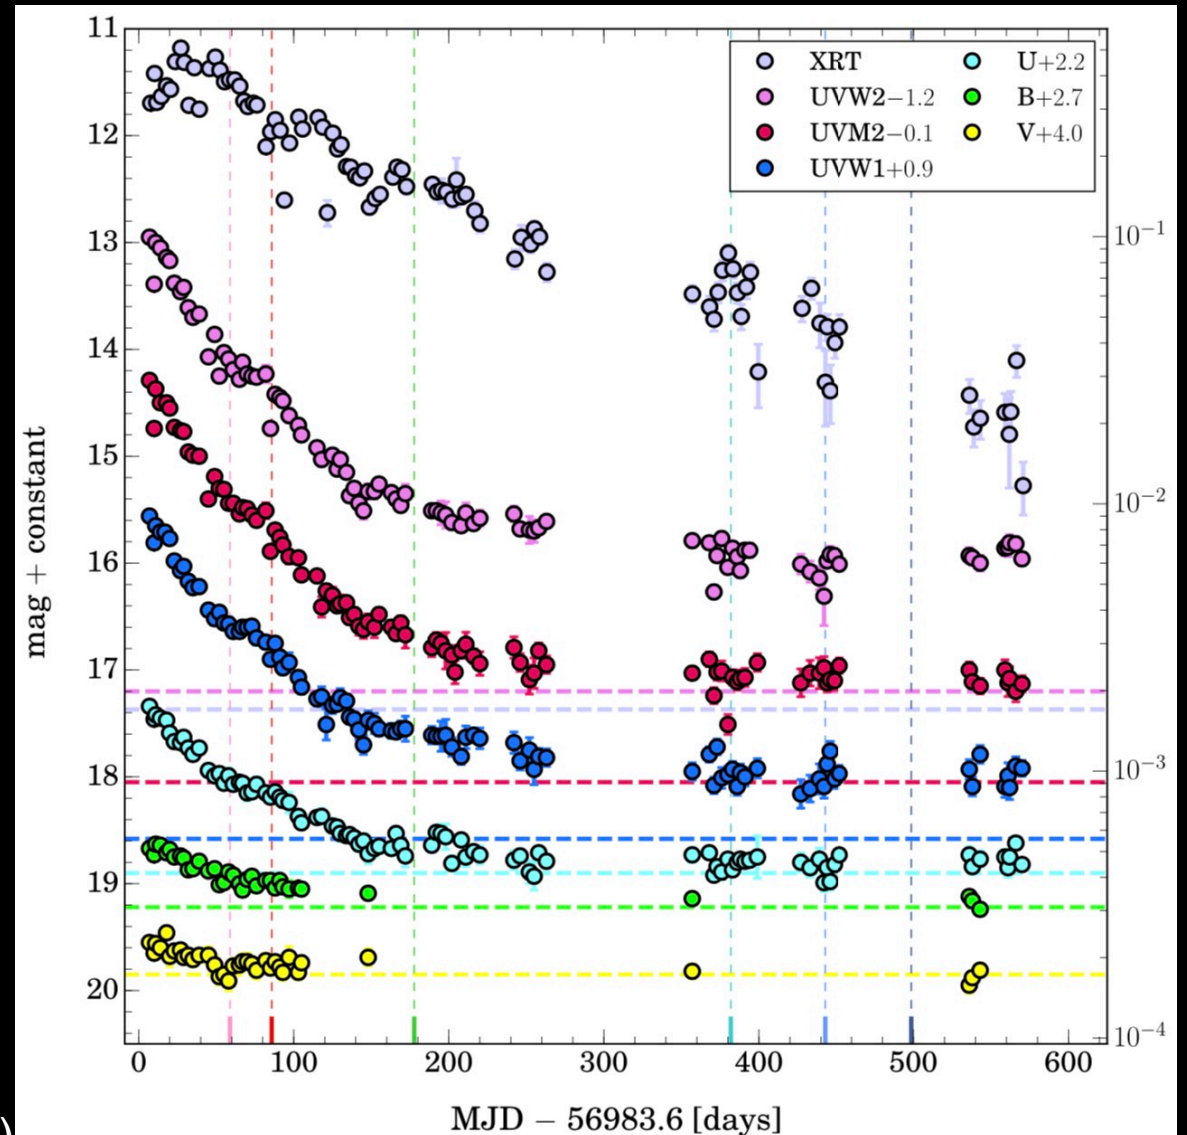 11
12
13
14
15
16
17
18
19
20
mag + constant
XRT
UVW2−1.2
UVM2−0.1
UVW1+0.9
U+2.2
B+2.7
V+4.0
10⁻¹
10⁻²
10⁻³
10⁻⁴
0 100 200 300 400 500 600
MJD − 56983.6 [days]
)